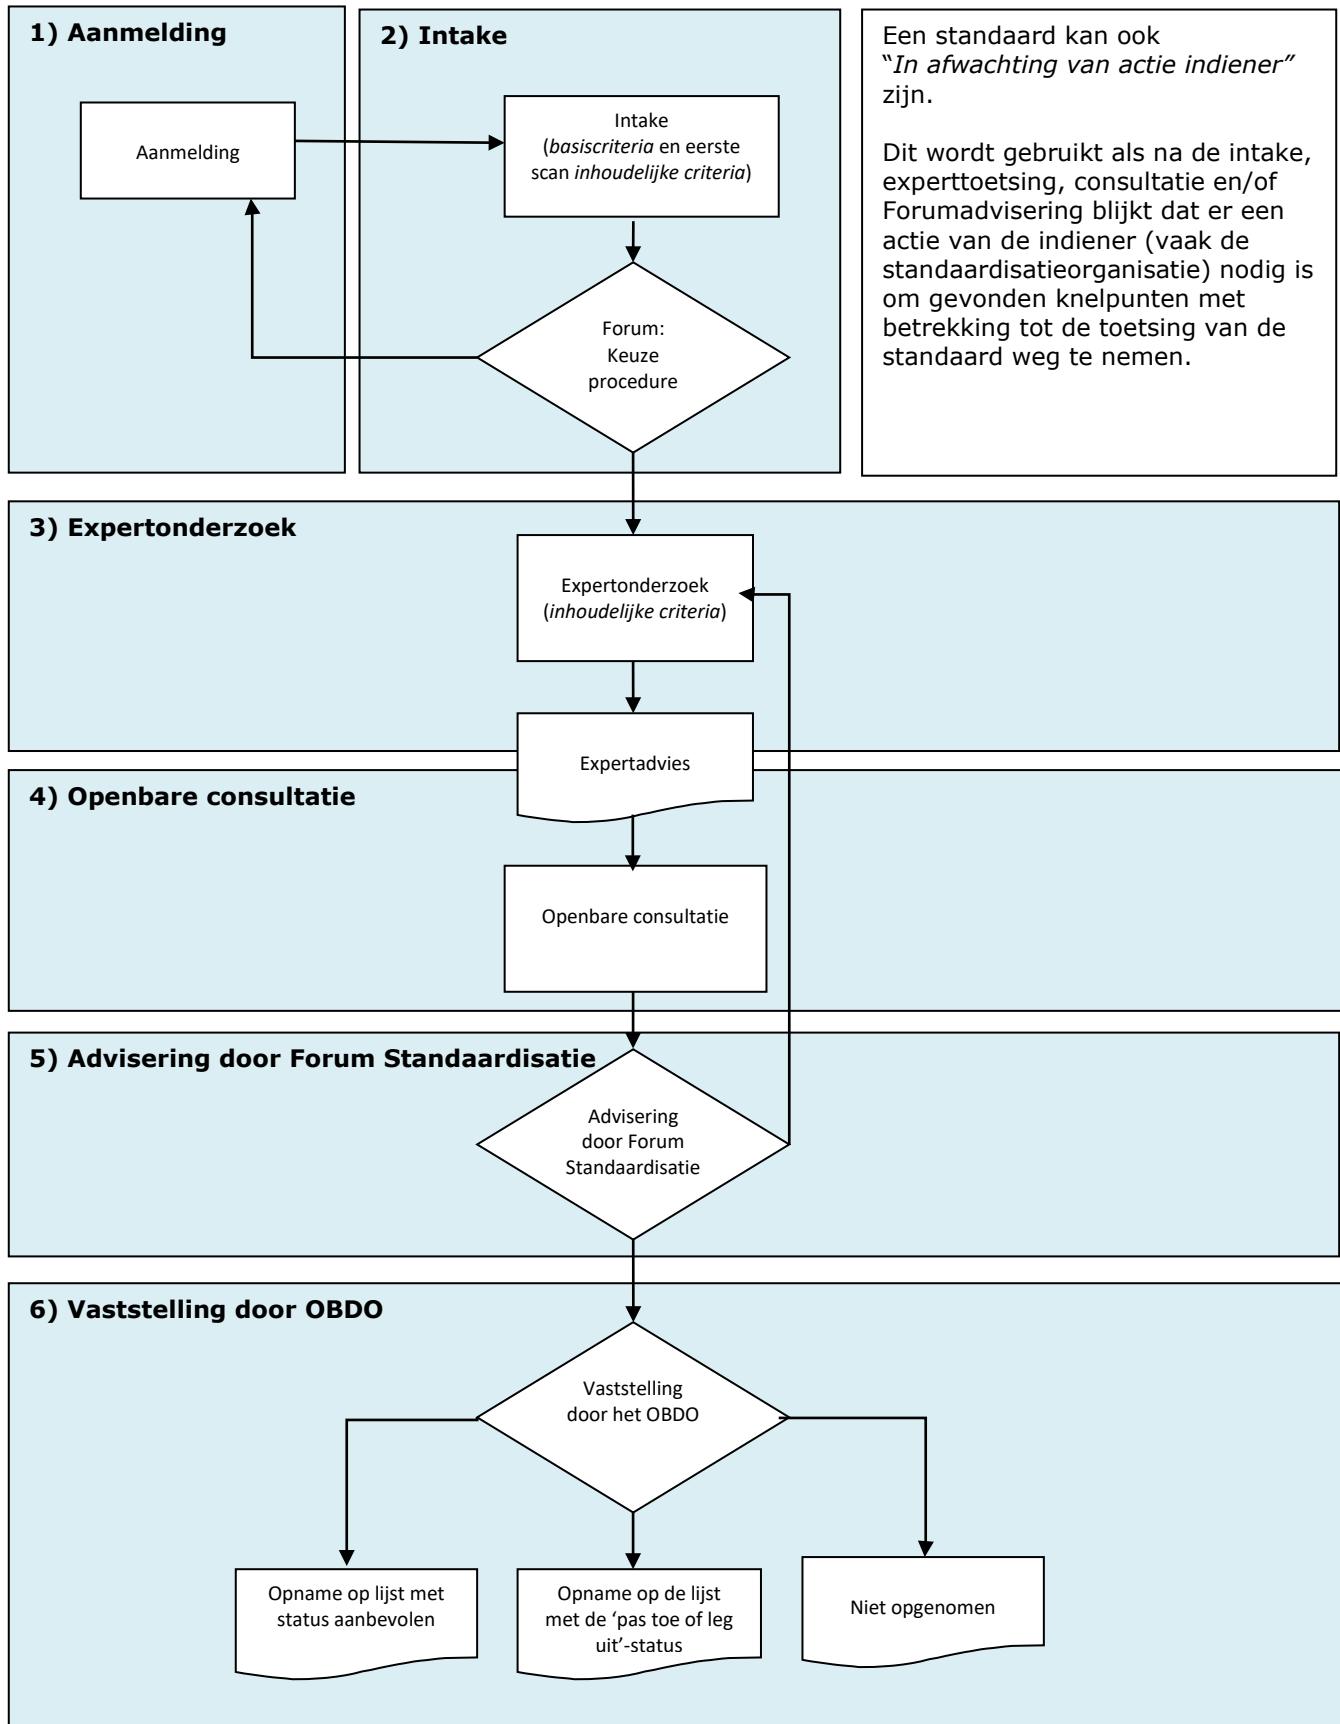 1) Aanmelding
Aanmelding
2) Intake
Intake
(basiscriteria en eerste
scan inhoudelijke criteria)
Forum:
Keuze
procedure
Een standaard kan ook
“In afwachting van actie indiener”
zijn.
Dit wordt gebruikt als na de intake,
experttoetsing, consultatie en/of
Forumadvisering blijkt dat er een
actie van de indiener (vaak de
standaardisatieorganisatie) nodig is
om gevonden knelpunten met
betrekking tot de toetsing van de
standaard weg te nemen.
3) Expertonderzoek
Expertonderzoek
(inhoudelijke criteria)
Expertadvies
4) Openbare consultatie
Openbare consultatie
5) Advisering door Forum Standaardisatie
Advisering
door Forum
Standaardisatie
6) Vaststelling door OBDO
Vaststelling
door het OBDO
Opname op lijst met
status aanbevolen
Opname op de lijst
met de ‘pas toe of leg
uit’-status
Niet opgenomen